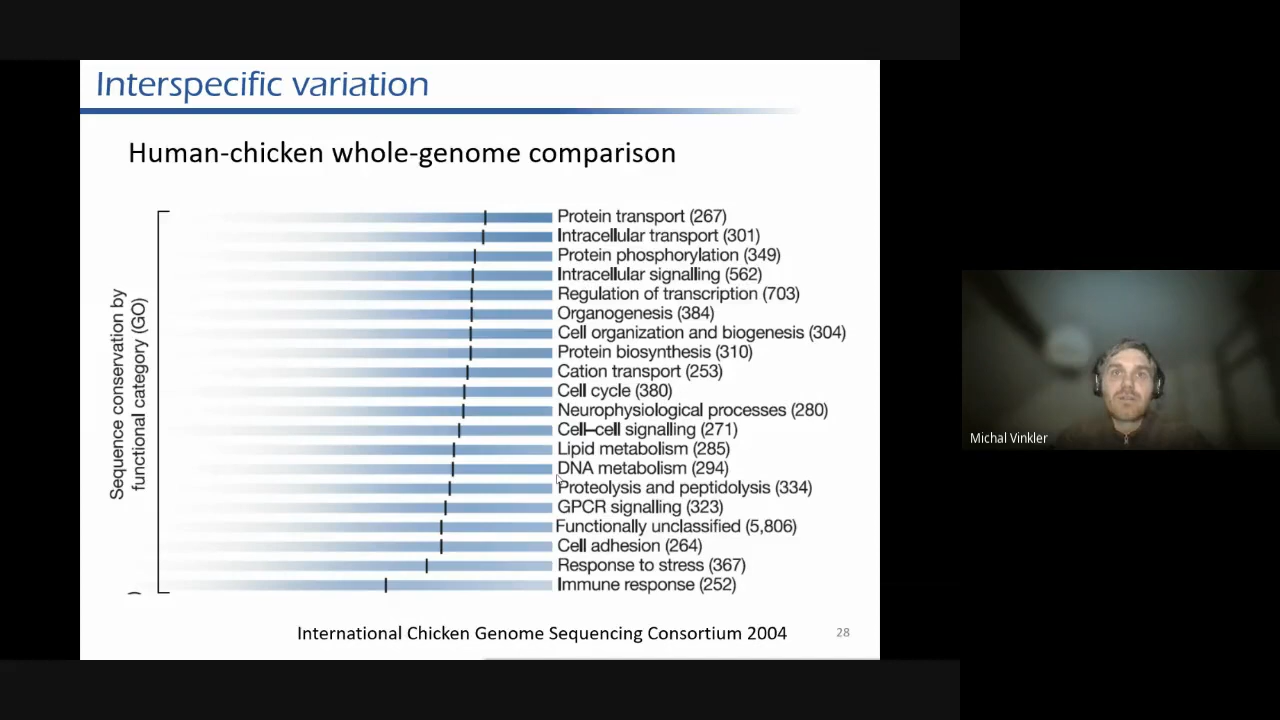 Interspecific variation
Human-chicken whole-genome comparison
Sequence conservation by
functional category (GO)
Protein transport (267)
Intracellular transport (301)
Protein phosphorylation (349)
Intracellular signalling (562)
Regulation of transcription (703)
Organogenesis (384)
Cell organization and biogenesis (304)
Protein biosynthesis (310)
Cation transport (253)
Cell cycle (380)
Neurophysiological processes (280)
Cell–cell signalling (271)
Lipid metabolism (285)
DNA metabolism (294)
Proteolysis and peptidolysis (334)
GPCR signalling (323)
Functionally unclassified (5,806)
Cell adhesion (264)
Response to stress (367)
Immune response (252)
International Chicken Genome Sequencing Consortium 2004
28
Michal Vinkler